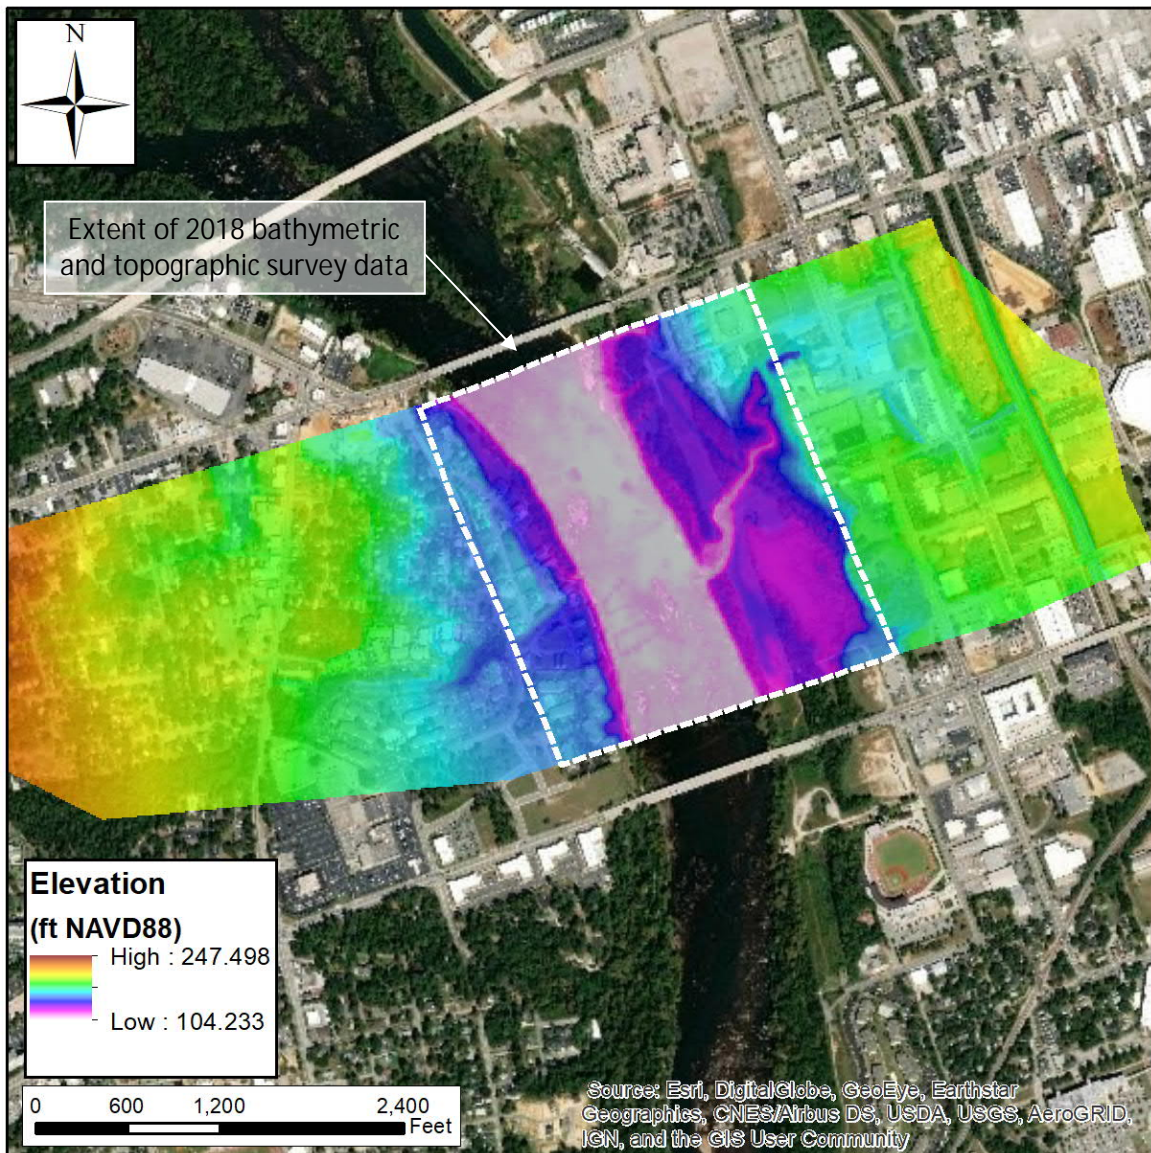 N
Extent of 2018 bathymetric
and topographic survey data
Elevation
(ft NAVD88)
High : 247.498
Low : 104.233
0 600 1,200 2,400
Feet
Source: Esri, DigitalGlobe, GeoEye, Earthstar
Geographics, CNES/Airbus DS, USDA, USGS, AeroGRID,
IGN, and the GIS User Community